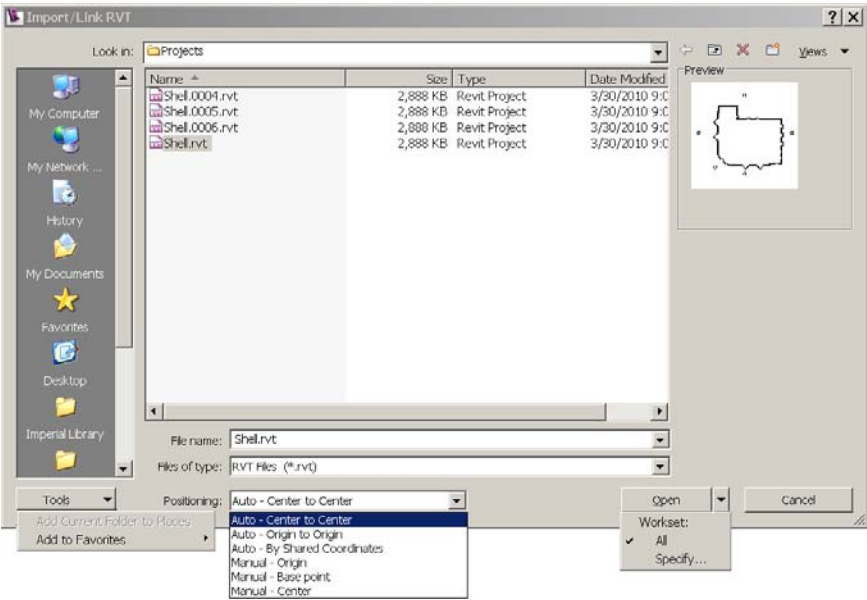 Import/Link RVT
Look in: Projects
Views
Name Size Type Date Modified
Preview
Shell.0004.rvt 2,888 KB Revit Project 3/30/2010 9:0
Shell.0005.rvt 2,888 KB Revit Project 3/30/2010 9:0
Shell.0006.rvt 2,888 KB Revit Project 3/30/2010 9:0
Shell.rvt 2,888 KB Revit Project 3/30/2010 9:0
My Computer
My Network ...
History
My Documents
Favorites
Desktop
Imperial Library
File name: Shell.rvt
Files of type: RVT Files (*.rvt)
Tools
Positioning: Auto - Center to Center
Open
Cancel
Add Current Folder to Places
Add to Favorites
Auto - Center to Center
Auto - Origin to Origin
Auto - By Shared Coordinates
Manual - Origin
Manual - Base point
Manual - Center
Workset:
All
Specify...